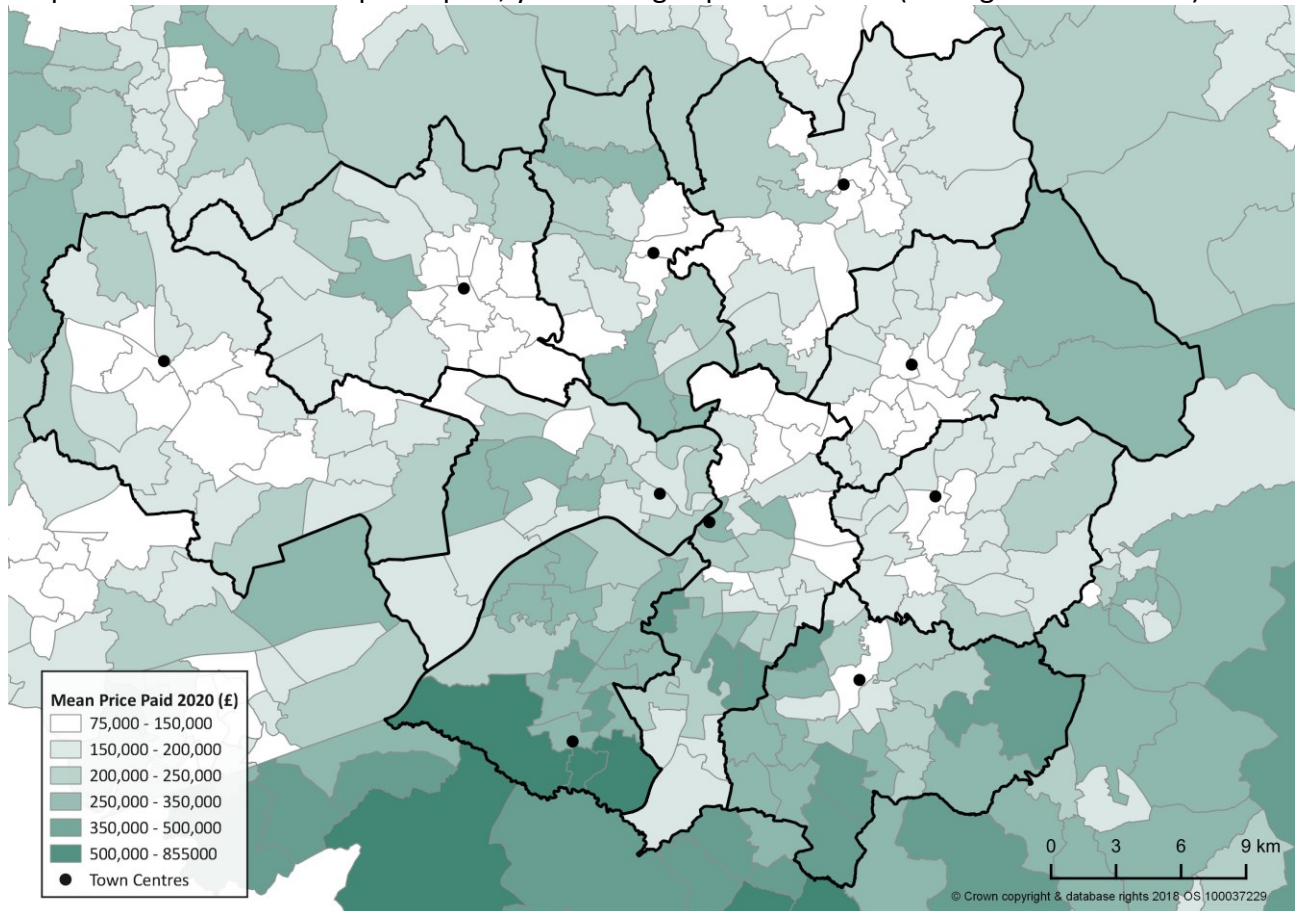 Mean Price Paid 2020 (£)
75,000 - 150,000
150,000 - 200,000
200,000 - 250,000
250,000 - 350,000
350,000 - 500,000
500,000 - 855000
Town Centres
0 3 6 9 km
© Crown copyright & database rights 2018 OS 100037229